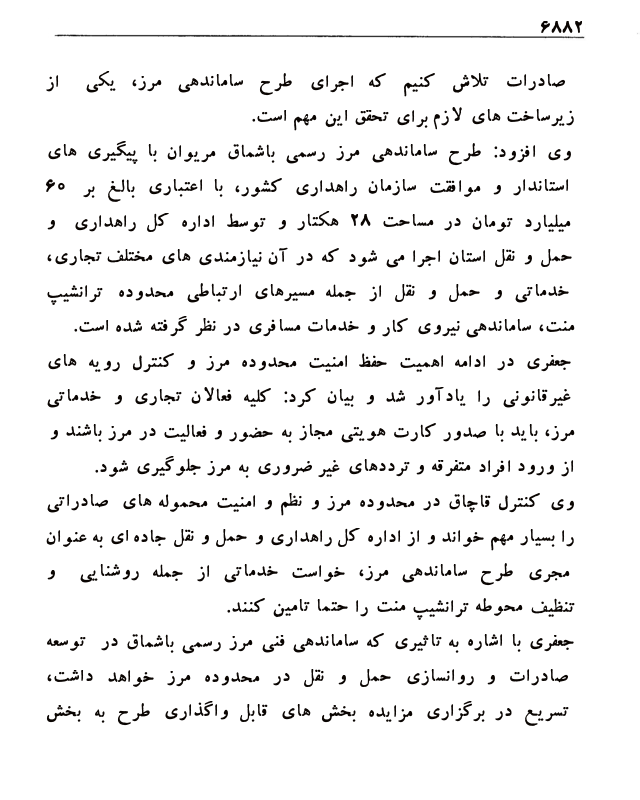 ۶۸۸۲
صادرات تلاش کنیم که اجرای طرح ساماندهی مرز، یکی از
زیرساخت های لازم برای تحقق این مهم است.
وی افزود: طرح ساماندهی مرز رسمی باشماق مریوان با پیگیری های
استاندار و موافقت سازمان راهداری کشور، با اعتباری بالغ بر ۶۰
میلیارد تومان در مساحت ۲۸ هکتار و توسط اداره کل راهداری و
حمل و نقل استان اجرا می شود که در آن نیازمندی های مختلف تجاری،
خدماتی و حمل و نقل از جمله مسیرهای ارتباطی محدوده ترانشیپ
منت، ساماندهی نیروی کار و خدمات مسافری در نظر گرفته شده است.
جعفری در ادامه اهمیت حفظ امنیت محدوده مرز و کنترل رویه های
غیرقانونی را یادآور شد و بیان کرد: کلیه فعالان تجاری و خدماتی
مرز، باید با صدور کارت هویتی مجاز به حضور و فعالیت در مرز باشند و
از ورود افراد متفرقه و ترددهای غیر ضروری به مرز جلوگیری شود.
وی کنترل قاچاق در محدوده مرز و نظم و امنیت محموله های صادراتی
را بسیار مهم خواند و از اداره کل راهداری و حمل و نقل جاده ای به عنوان
مجری طرح ساماندهی مرز، خواست خدماتی از جمله روشنایی و
تنظیف محوطه ترانشیپ منت را حتما تامین کنند.
جعفری با اشاره به تاثیری که ساماندهی فنی مرز رسمی باشماق در توسعه
صادرات و روانسازی حمل و نقل در محدوده مرز خواهد داشت،
تسریع در برگزاری مزایده بخش های قابل واگذاری طرح به بخش